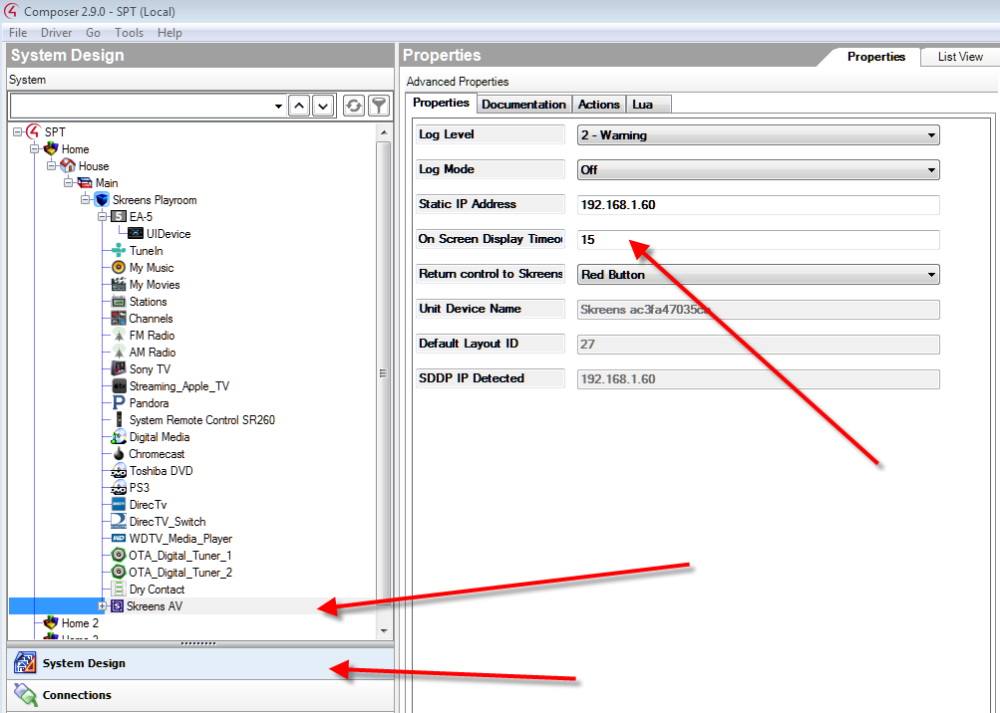 Composer 2.9.0 - SPT (Local)
File Driver Go Tools Help
System Design
System
SPT
Home
House
Main
Skreens Playroom
5 EA-5
UIDevice
TuneIn
My Music
My Movies
Stations
Channels
FM Radio
AM Radio
Sony TV
tv Streaming_Apple_TV
Pandora
System Remote Control SR260
Digital Media
Chromecast
Toshiba DVD
PS3
DirecTv
DirecTV_Switch
WD WDTV_Media_Player
OTA_Digital_Tuner_1
OTA_Digital_Tuner_2
Dry Contact
S Skreens AV
Home 2
System Design
Connections
Properties
Properties List View
Advanced Properties
Properties Documentation Actions Lua
Log Level 2 - Warning
Log Mode Off
Static IP Address 192.168.1.60
On Screen Display Timeou 15
Return control to Skreens Red Button
Unit Device Name Skreens ac3fa47035c
Default Layout ID 27
SDDP IP Detected 192.168.1.60